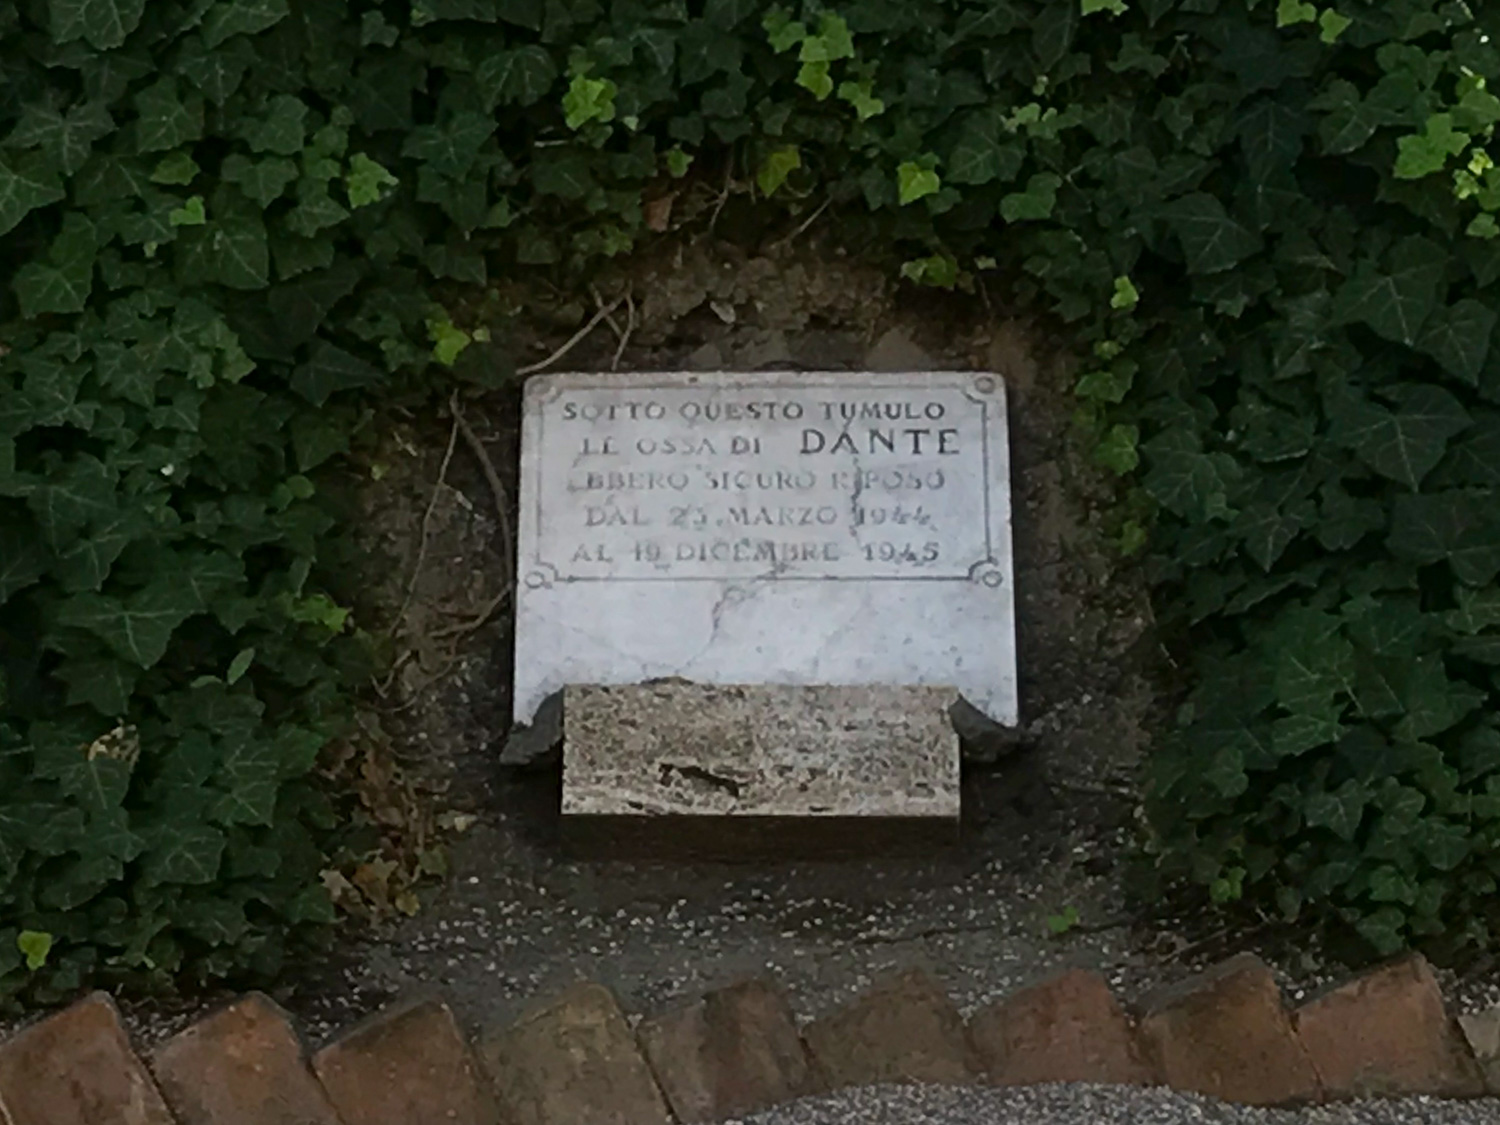 SOTTO QUESTO TUMULO
LE OSSA DI DANTE
EBBERO SICURO RIPOSO
DAL 23 MARZO 1944
AL 19 DICEMBRE 1945